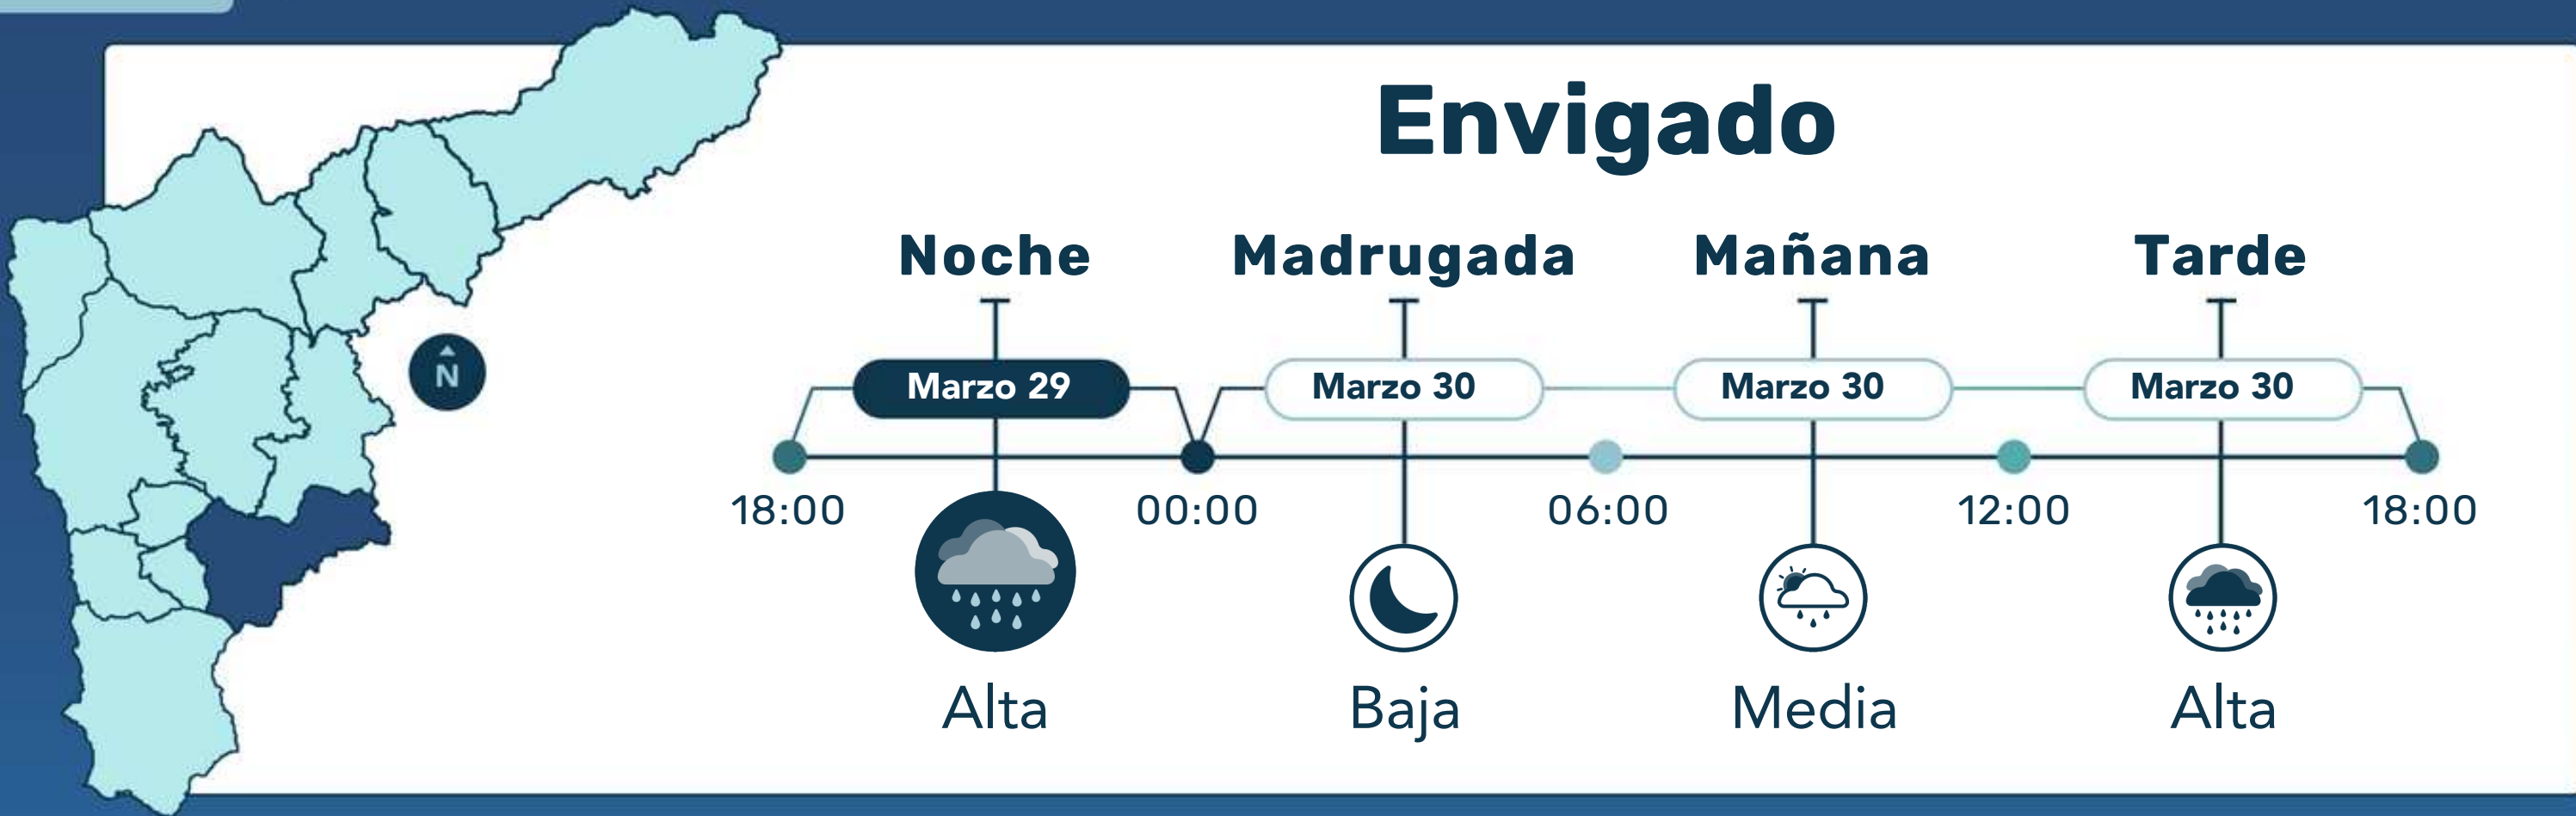 Envigado
Noche
Madrugada
Mañana
Tarde
Marzo 29
Marzo 30
Marzo 30
Marzo 30
N
18:00
00:00
06:00
12:00
18:00
Alta
Baja
Media
Alta